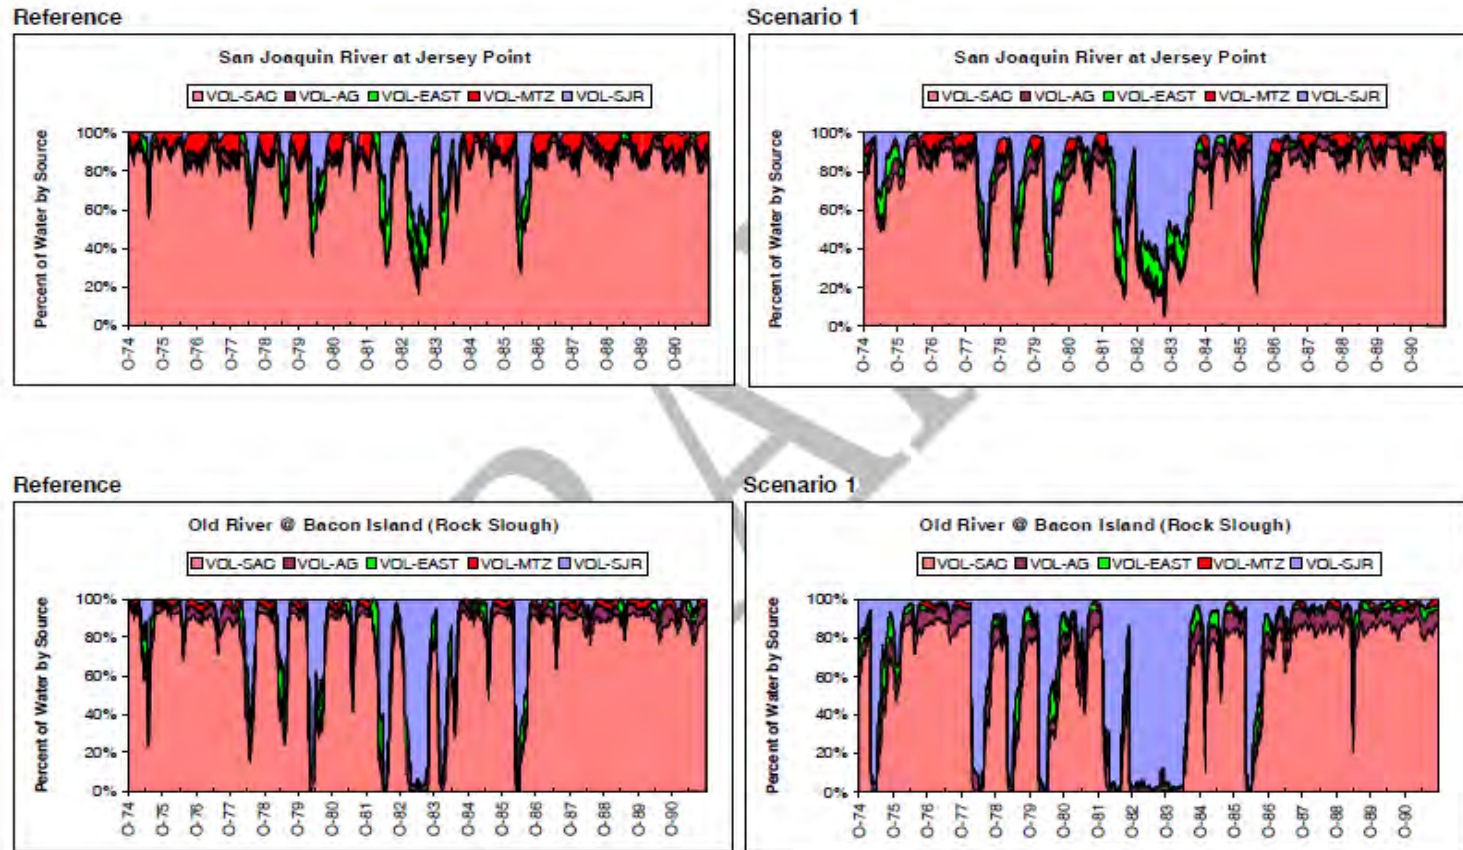 Reference
San Joaquin River at Jersey Point
VOL-SAC VOL-AG VOL-EAST VOL-MTZ VOL-SJR
Percent of Water by Source
100%
80%
60%
40%
20%
0%
O-74 O-75 O-76 O-77 O-78 O-79 O-80 O-81 O-82 O-83 O-84 O-85 O-86 O-87 O-88 O-89 O-90
Scenario 1
San Joaquin River at Jersey Point
VOL-SAC VOL-AG VOL-EAST VOL-MTZ VOL-SJR
Percent of Water by Source
100%
80%
60%
40%
20%
0%
O-74 O-75 O-76 O-77 O-78 O-79 O-80 O-81 O-82 O-83 O-84 O-85 O-86 O-87 O-88 O-89 O-90
Reference
Old River @ Bacon Island (Rock Slough)
VOL-SAC VOL-AG VOL-EAST VOL-MTZ VOL-SJR
Percent of Water by Source
100%
80%
60%
40%
20%
0%
O-74 O-75 O-76 O-77 O-78 O-79 O-80 O-81 O-82 O-83 O-84 O-85 O-86 O-87 O-88 O-89 O-90
Scenario 1
Old River @ Bacon Island (Rock Slough)
VOL-SAC VOL-AG VOL-EAST VOL-MTZ VOL-SJR
Percent of Water by Source
100%
80%
60%
40%
20%
0%
O-74 O-75 O-76 O-77 O-78 O-79 O-80 O-81 O-82 O-83 O-84 O-85 O-86 O-87 O-88 O-89 O-90